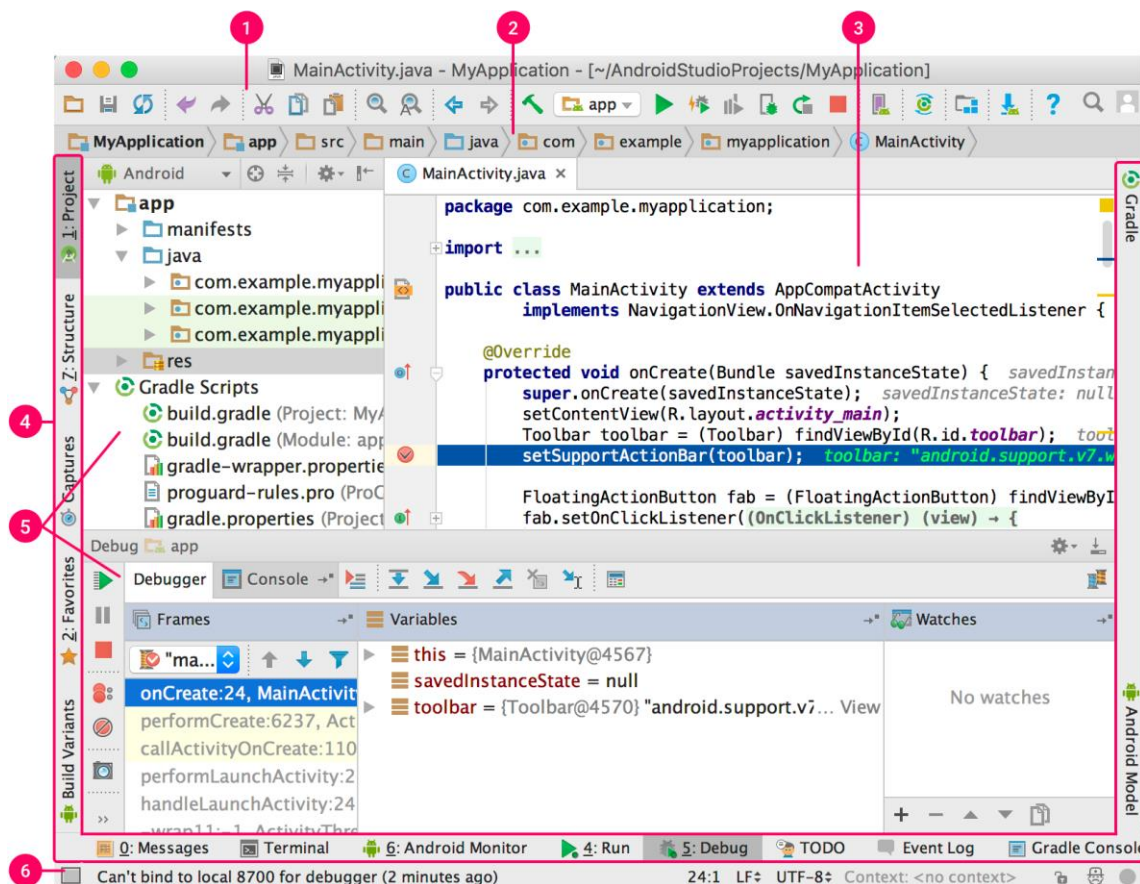 1
2
3
MainActivity.java - MyApplication - [~/AndroidStudioProjects/MyApplication]
app
MyApplication
app
src
main
java
com
example
myapplication
MainActivity
1: Project
Z: Structure
Captures
2: Favorites
Build Variants
4
5
6
Android
app
manifests
java
com.example.myappli
com.example.myappli
com.example.myappli
res
Gradle Scripts
build.gradle (Project: MyA
build.gradle (Module: app
gradle-wrapper.propertie
proguard-rules.pro (ProC
gradle.properties (Project
MainActivity.java ×
package com.example.myapplication;
import ...
public class MainActivity extends AppCompatActivity
implements NavigationView.OnNavigationItemSelectedListener {
@Override
protected void onCreate(Bundle savedInstanceState) { savedInstan
super.onCreate(savedInstanceState); savedInstanceState: null
setContentView(R.layout.activity_main);
Toolbar toolbar = (Toolbar) findViewById(R.id.toolbar); tool
setSupportActionBar(toolbar); toolbar: "android.support.v7.w
FloatingActionButton fab = (FloatingActionButton) findViewByI
fab.setOnClickListener((OnClickListener) (view) → {
Gradle
Android Model
Debug app
Debugger
Console
Frames
Variables
Watches
"ma...
onCreate:24, MainActivit
performCreate:6237, Act
callActivityOnCreate:110
performLaunchActivity:2
handleLaunchActivity:24
-wrap11:-1, ActivityThre
this = {MainActivity@4567}
savedInstanceState = null
toolbar = {Toolbar@4570} "android.support.v7... View
No watches
0: Messages
Terminal
6: Android Monitor
4: Run
5: Debug
TODO
Event Log
Gradle Console
Can't bind to local 8700 for debugger (2 minutes ago)
24:1 LF UTF-8 Context: <no context>